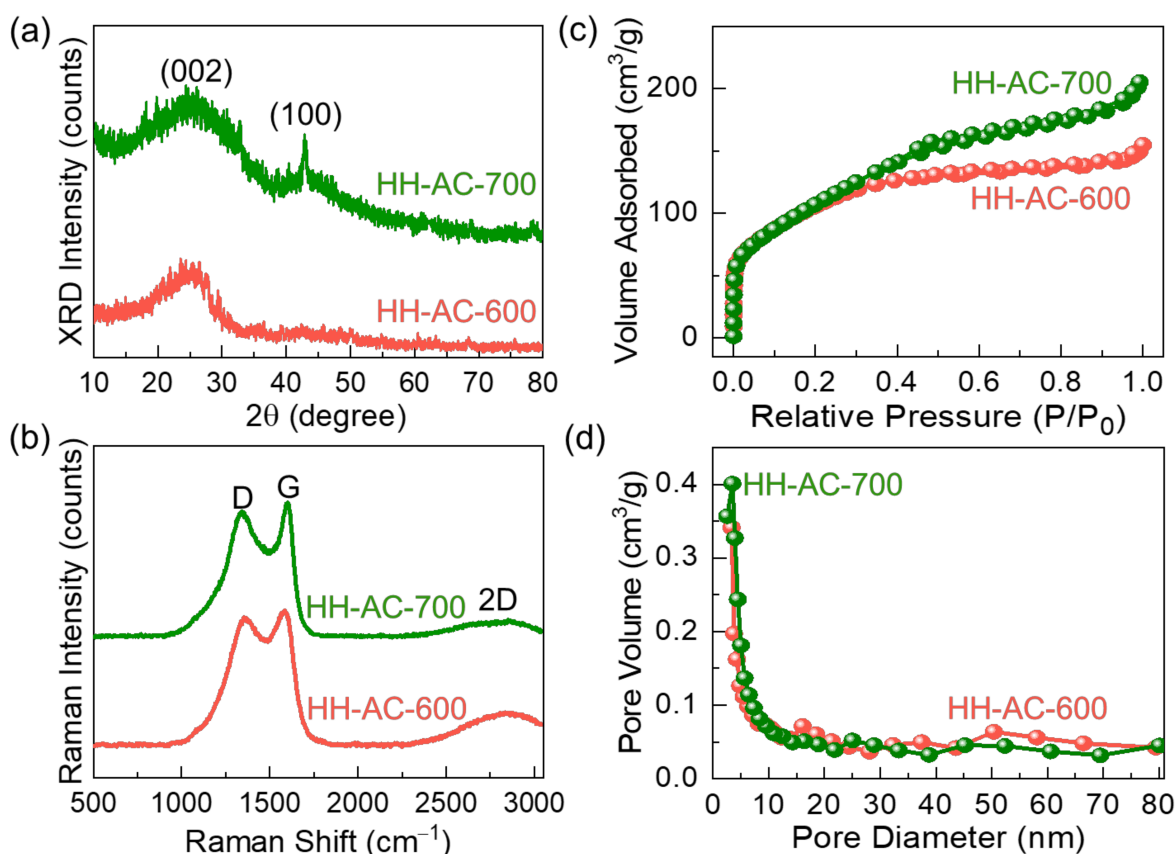 (a)
XRD Intensity (counts)
(002)
(100)
HH-AC-700
HH-AC-600
10 20 30 40 50 60 70 80
2θ (degree)
(b)
Raman Intensity (counts)
D
G
HH-AC-700
2D
HH-AC-600
500 1000 1500 2000 2500 3000
Raman Shift (cm⁻¹)
(c)
Volume Adsorbed (cm³/g)
200
100
0
HH-AC-700
HH-AC-600
0.0 0.2 0.4 0.6 0.8 1.0
Relative Pressure (P/P₀)
(d)
Pore Volume (cm³/g)
0.4
0.3
0.2
0.1
0.0
HH-AC-700
HH-AC-600
0 10 20 30 40 50 60 70 80
Pore Diameter (nm)